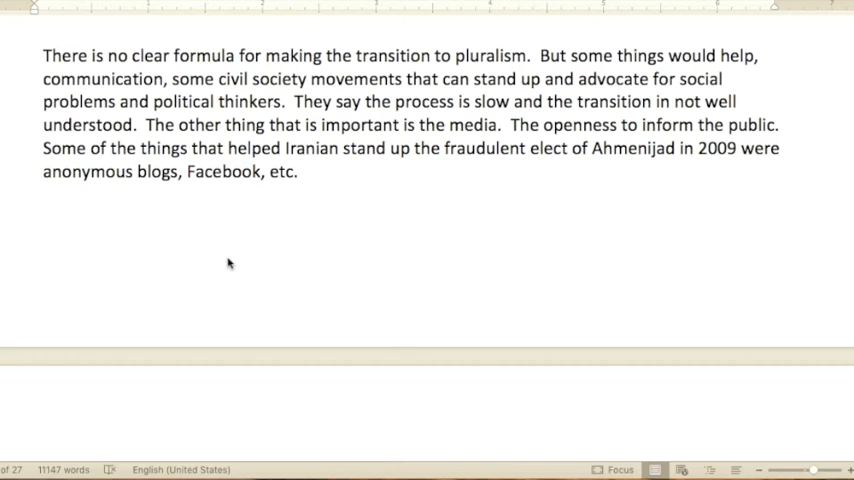 There is no clear formula for making the transition to pluralism. But some things would help,
communication, some civil society movements that can stand up and advocate for social
problems and political thinkers. They say the process is slow and the transition in not well
understood. The other thing that is important is the media. The openness to inform the public.
Some of the things that helped Iranian stand up the fraudulent elect of Ahmenijad in 2009 were
anonymous blogs, Facebook, etc.
of 27 11147 words English (United States) Focus